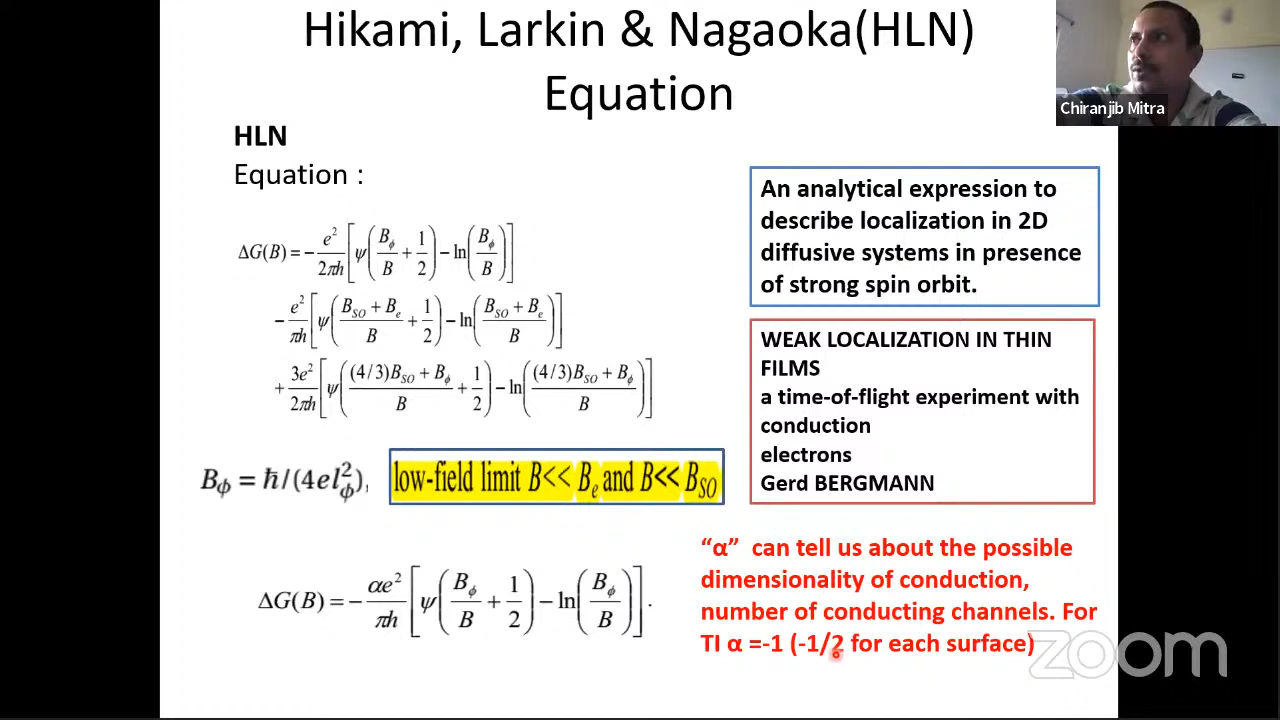 Hikami, Larkin & Nagaoka(HLN)
Equation
Chiranjib Mitra
HLN
Equation :
ΔG(B) = − e²/2πh [ψ(B_ϕ/B + 1/2) − ln(B_ϕ/B)]
− e²/πh [ψ((B_SO + B_e)/B + 1/2) − ln((B_SO + B_e)/B)]
+ 3e²/2πh [ψ(((4/3)B_SO + B_ϕ)/B + 1/2) − ln(((4/3)B_SO + B_ϕ)/B)]
B_ϕ = ħ/(4el_ϕ²),
low-field limit B<< B_e and B<< B_SO
ΔG(B) = − αe²/πh [ψ(B_ϕ/B + 1/2) − ln(B_ϕ/B)].
An analytical expression to
describe localization in 2D
diffusive systems in presence
of strong spin orbit.
WEAK LOCALIZATION IN THIN
FILMS
a time-of-flight experiment with
conduction
electrons
Gerd BERGMANN
“α” can tell us about the possible
dimensionality of conduction,
number of conducting channels. For
TI α =-1 (-1/2 for each surface)
zoom